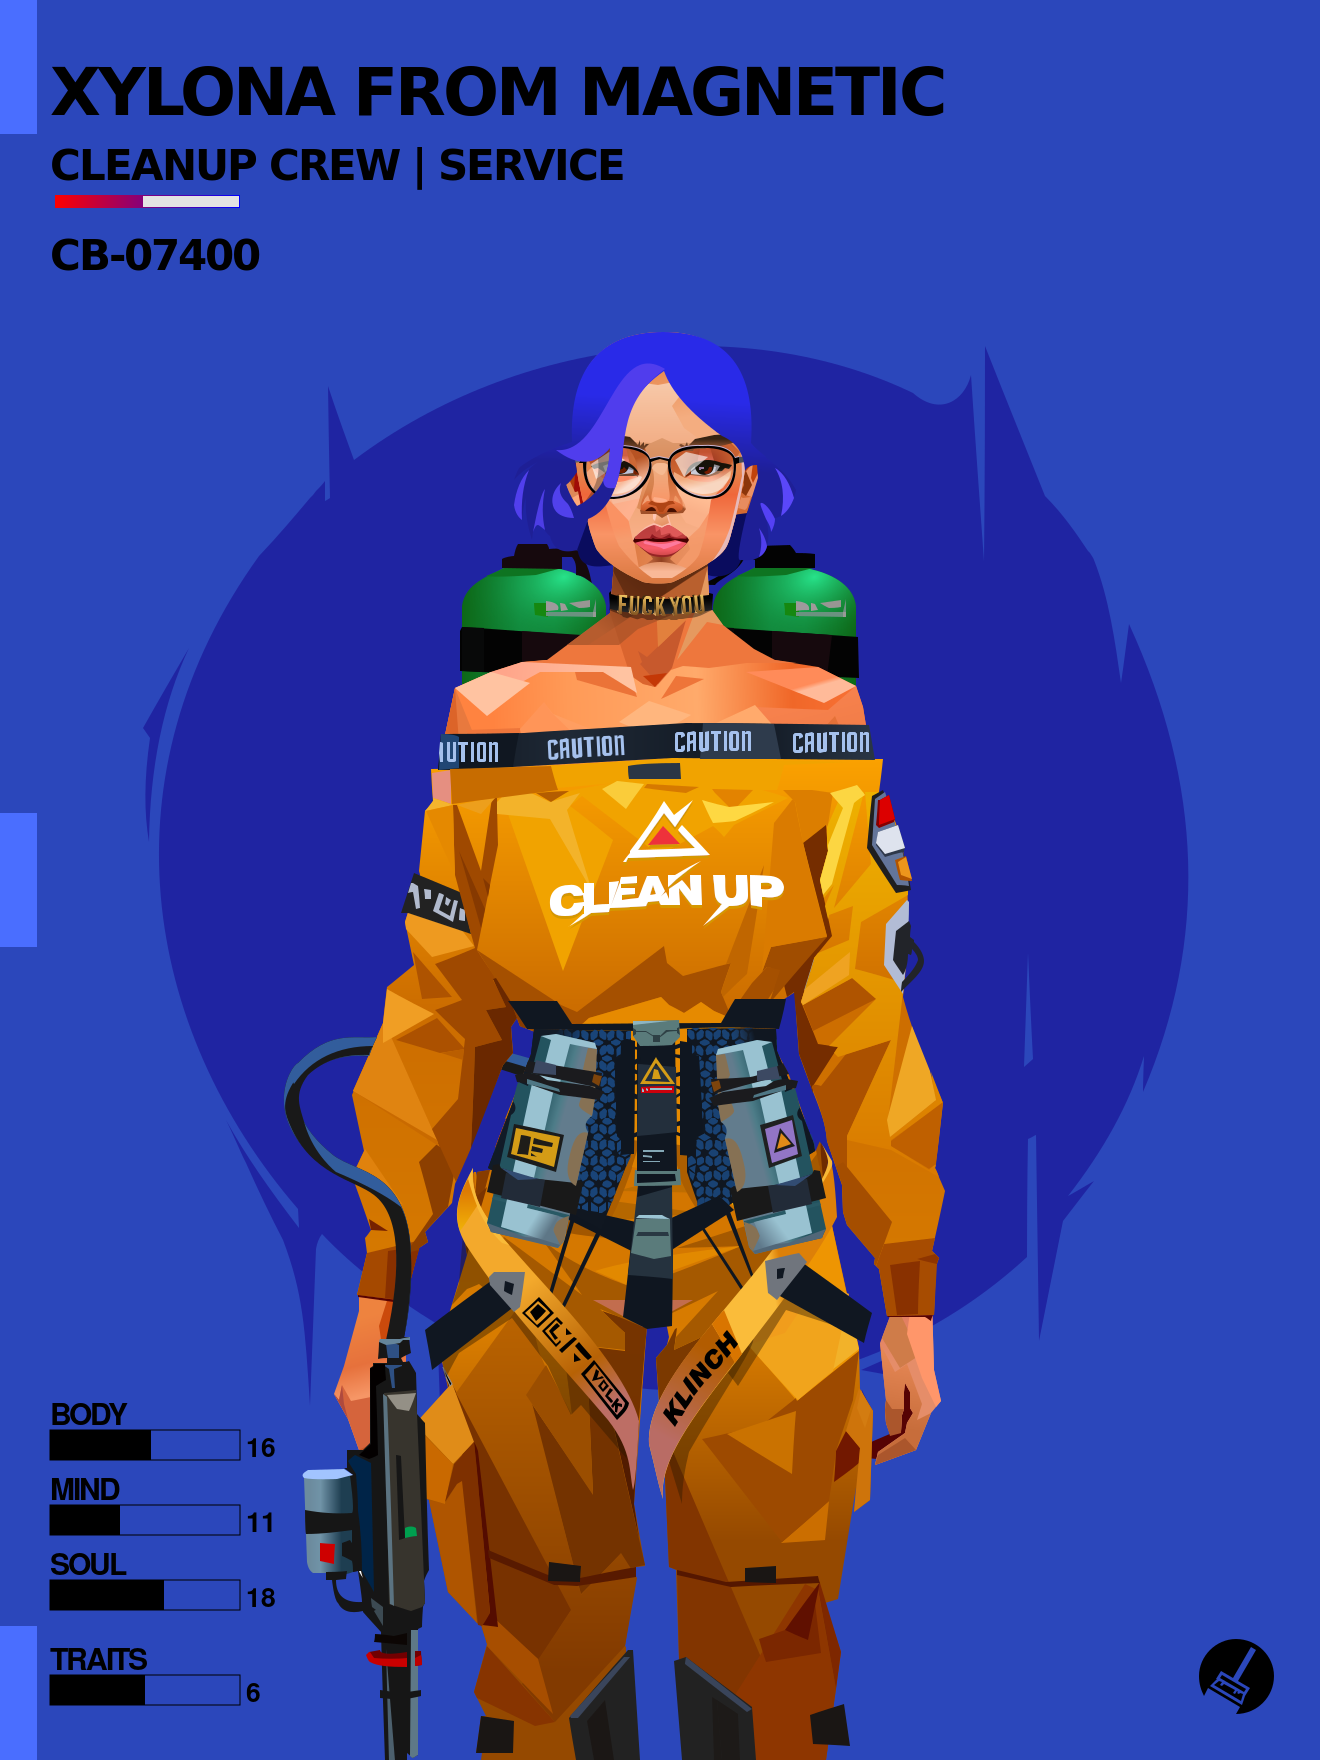 XYLONA FROM MAGNETIC
CLEANUP CREW | SERVICE
CB-07400
FUCK YOU
UTION CAUTION CAUTION CAUTION
CLEAN UP
VOLK
KLINCH
BODY
16
MIND
11
SOUL
18
TRAITS
6